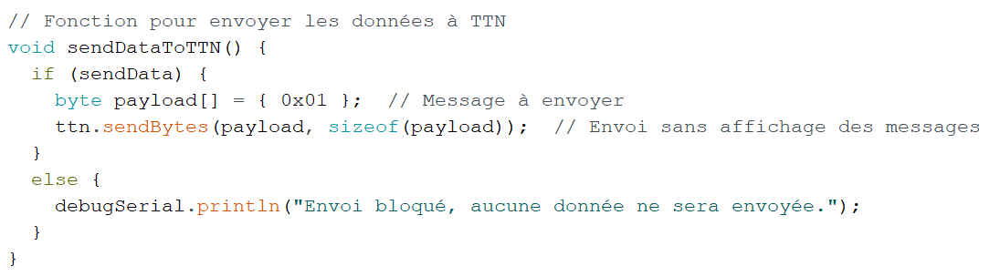 // Fonction pour envoyer les données à TTN
void sendDataToTTN() {
  if (sendData) {
    byte payload[] = { 0x01 };  // Message à envoyer
    ttn.sendBytes(payload, sizeof(payload));  // Envoi sans affichage des messages
  }
  else {
    debugSerial.println("Envoi bloqué, aucune donnée ne sera envoyée.");
  }
}